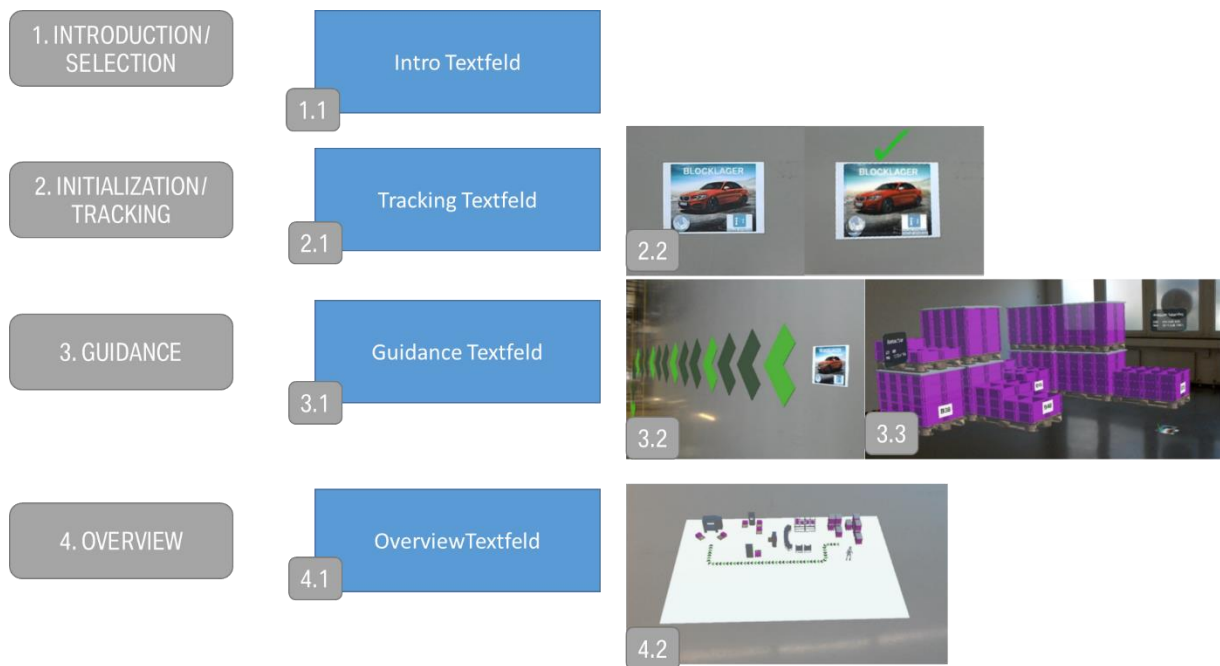 1. INTRODUCTION/
SELECTION
Intro Textfeld
1.1
2. INITIALIZATION/
TRACKING
Tracking Textfeld
2.1
BLOCKLAGER
BLOCKLAGER
2.2
3. GUIDANCE
Guidance Textfeld
3.1
3.2
3.3
4. OVERVIEW
OverviewTextfeld
4.1
4.2